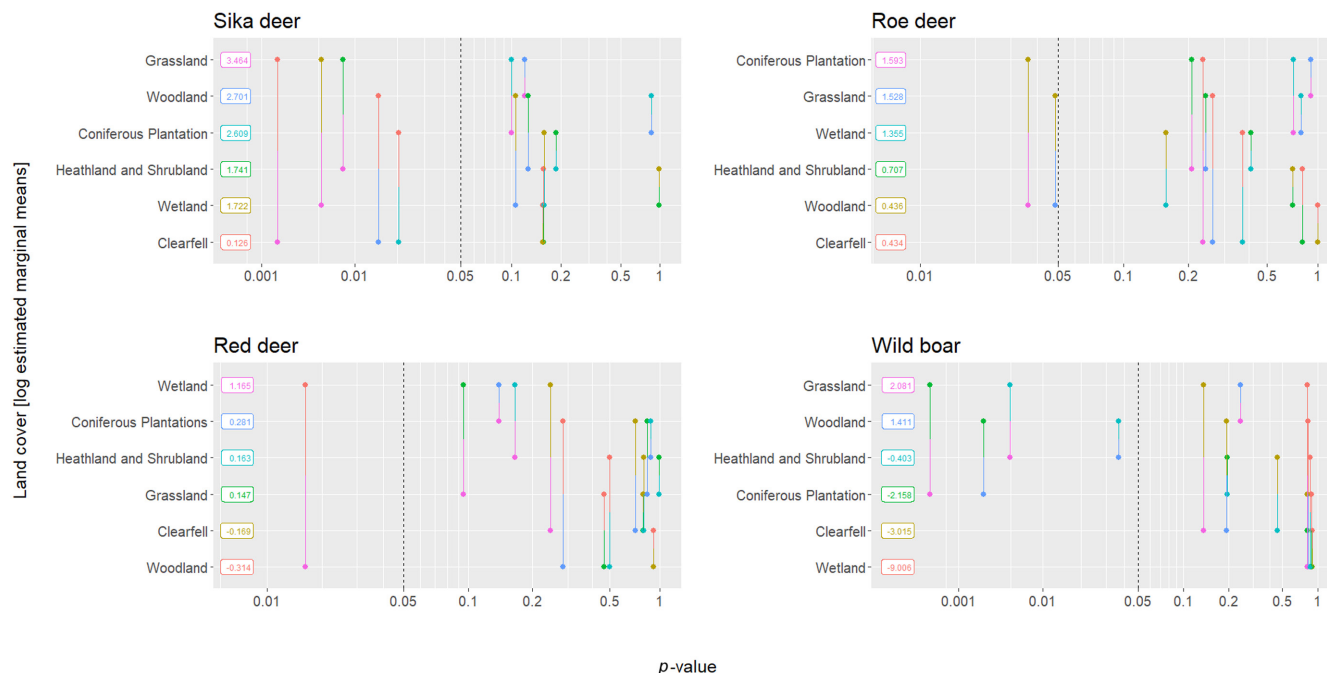 Land cover [log estimated marginal means]
Sika deer
Grassland 3.464
Woodland 2.701
Coniferous Plantation 2.609
Heathland and Shrubland 1.741
Wetland 1.722
Clearfell 0.126
0.001 0.01 0.05 0.1 0.2 0.5 1
Roe deer
Coniferous Plantation 1.593
Grassland 1.528
Wetland 1.355
Heathland and Shrubland 0.707
Woodland 0.436
Clearfell 0.434
0.01 0.05 0.1 0.2 0.5 1
Red deer
Wetland 1.165
Coniferous Plantations 0.281
Heathland and Shrubland 0.163
Grassland 0.147
Clearfell -0.169
Woodland -0.314
0.01 0.05 0.1 0.2 0.5 1
Wild boar
Grassland 2.081
Woodland 1.411
Heathland and Shrubland -0.403
Coniferous Plantation -2.158
Clearfell -3.015
Wetland -9.006
0.001 0.01 0.05 0.1 0.2 0.5 1
p-value